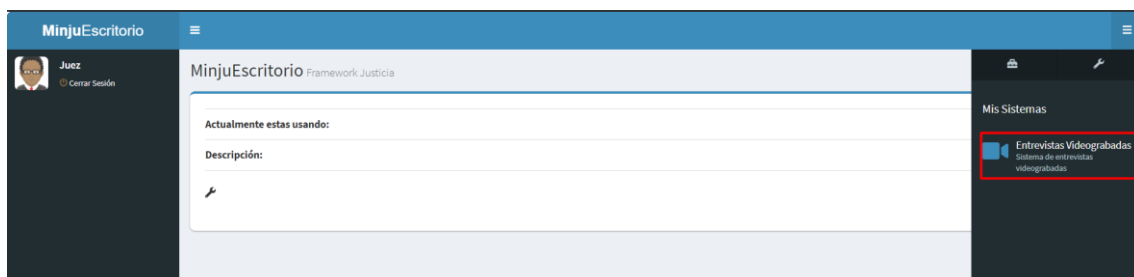 MinjuEscritorio
Juez
Cerrar Sesión
MinjuEscritorio Framework Justicia
Actualmente estas usando:
Descripción:
Mis Sistemas
Entrevistas Videograbadas
Sistema de entrevistas
videograbadas